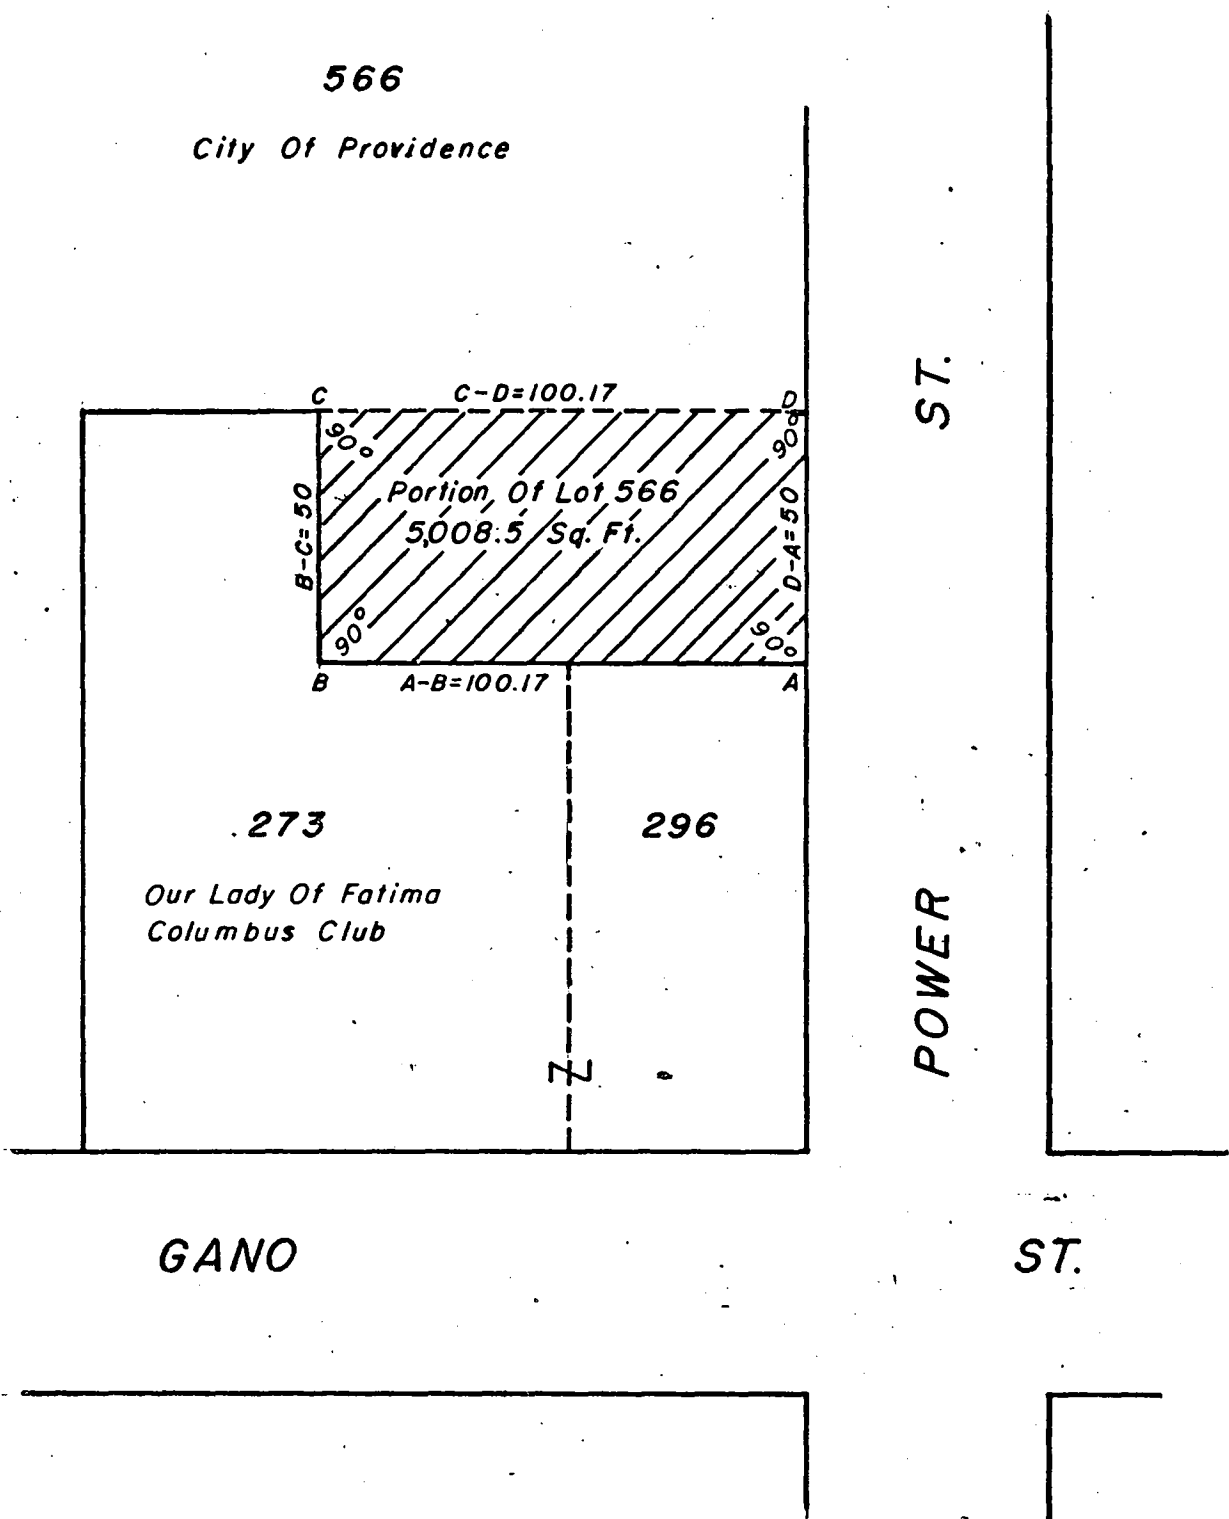 566
City Of Providence
ST.
C
C-D=100.17
D
90°
90°
Portion Of Lot 566
5,008.5 Sq. Ft.
B-C=50
D-A=50
90°
90°
B
A-B=100.17
A
273
296
Our Lady Of Fatima
Columbus Club
POWER
GANO
ST.